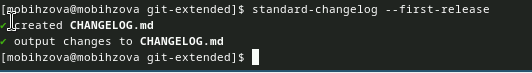 [mobihzova@mobihzova git-extended]$ standard-changelog --first-release
✔ created CHANGELOG.md
✔ output changes to CHANGELOG.md
[mobihzova@mobihzova git-extended]$